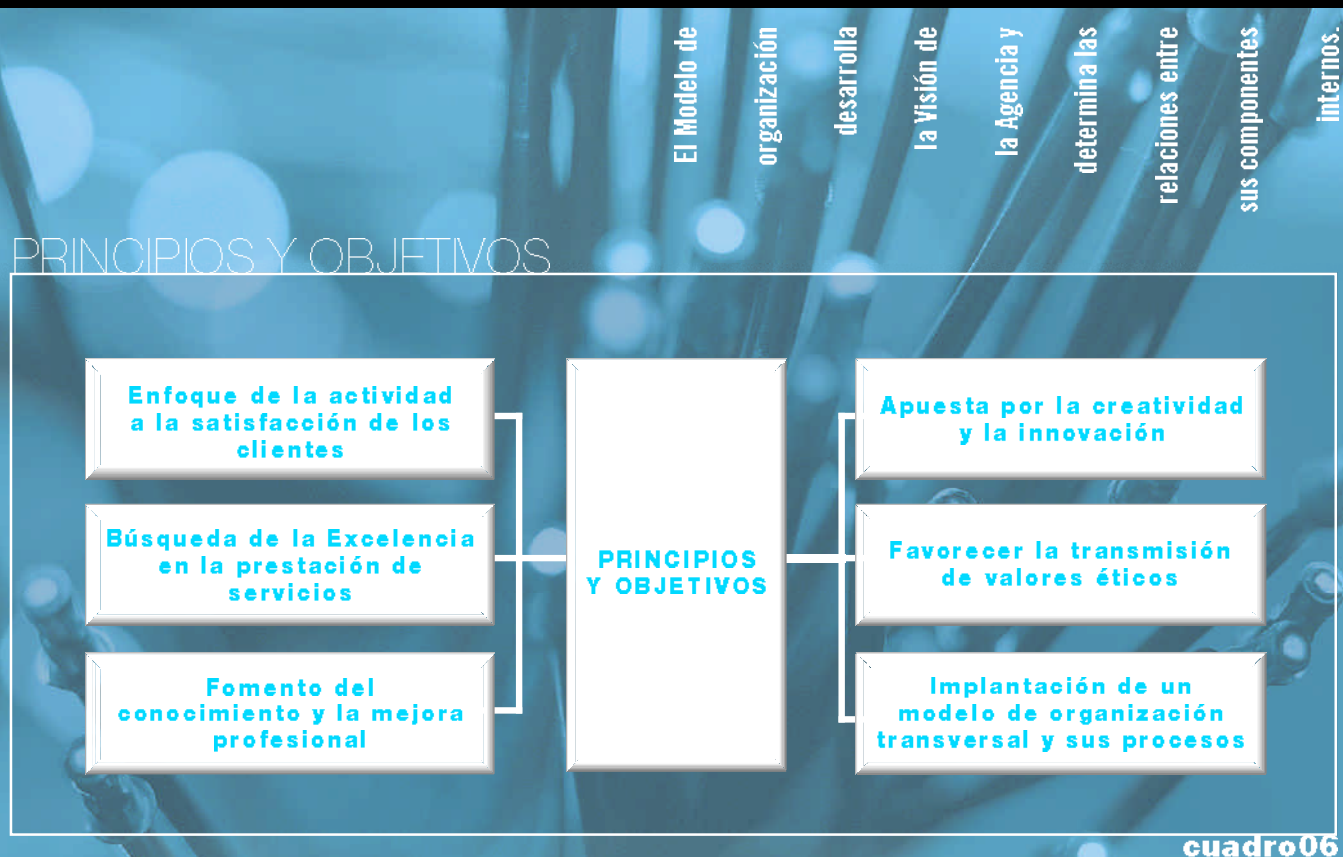 El Modelo de
organización
desarrolla
la Visión de
la Agencia y
determina las
relaciones entre
sus componentes
internos.
PRINCIPIOS Y OBJETIVOS
Enfoque de la actividad
a la satisfacción de los
clientes
Búsqueda de la Excelencia
en la prestación de
servicios
Fomento del
conocimiento y la mejora
profesional
PRINCIPIOS
Y OBJETIVOS
Apuesta por la creatividad
y la innovación
Favorecer la transmisión
de valores éticos
Implantación de un
modelo de organización
transversal y sus procesos
cuadro06